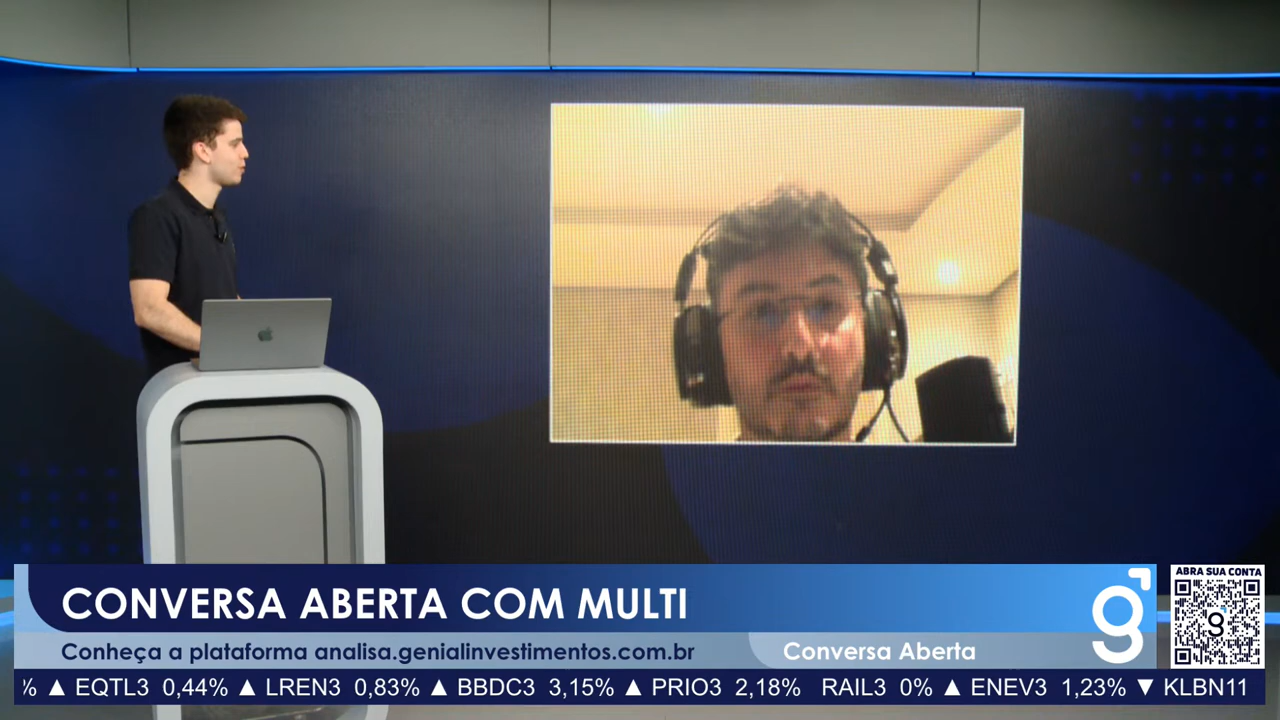 CONVERSA ABERTA COM MULTI
ABRA SUA CONTA
g
Conheça a plataforma analisa.genialinvestimentos.com.br
Conversa Aberta
% ▲ EQTL3 0,44% ▲ LREN3 0,83% ▲ BBDC3 3,15% ▲ PRIO3 2,18% RAIL3 0% ▲ ENEV3 1,23% ▼ KLBN11